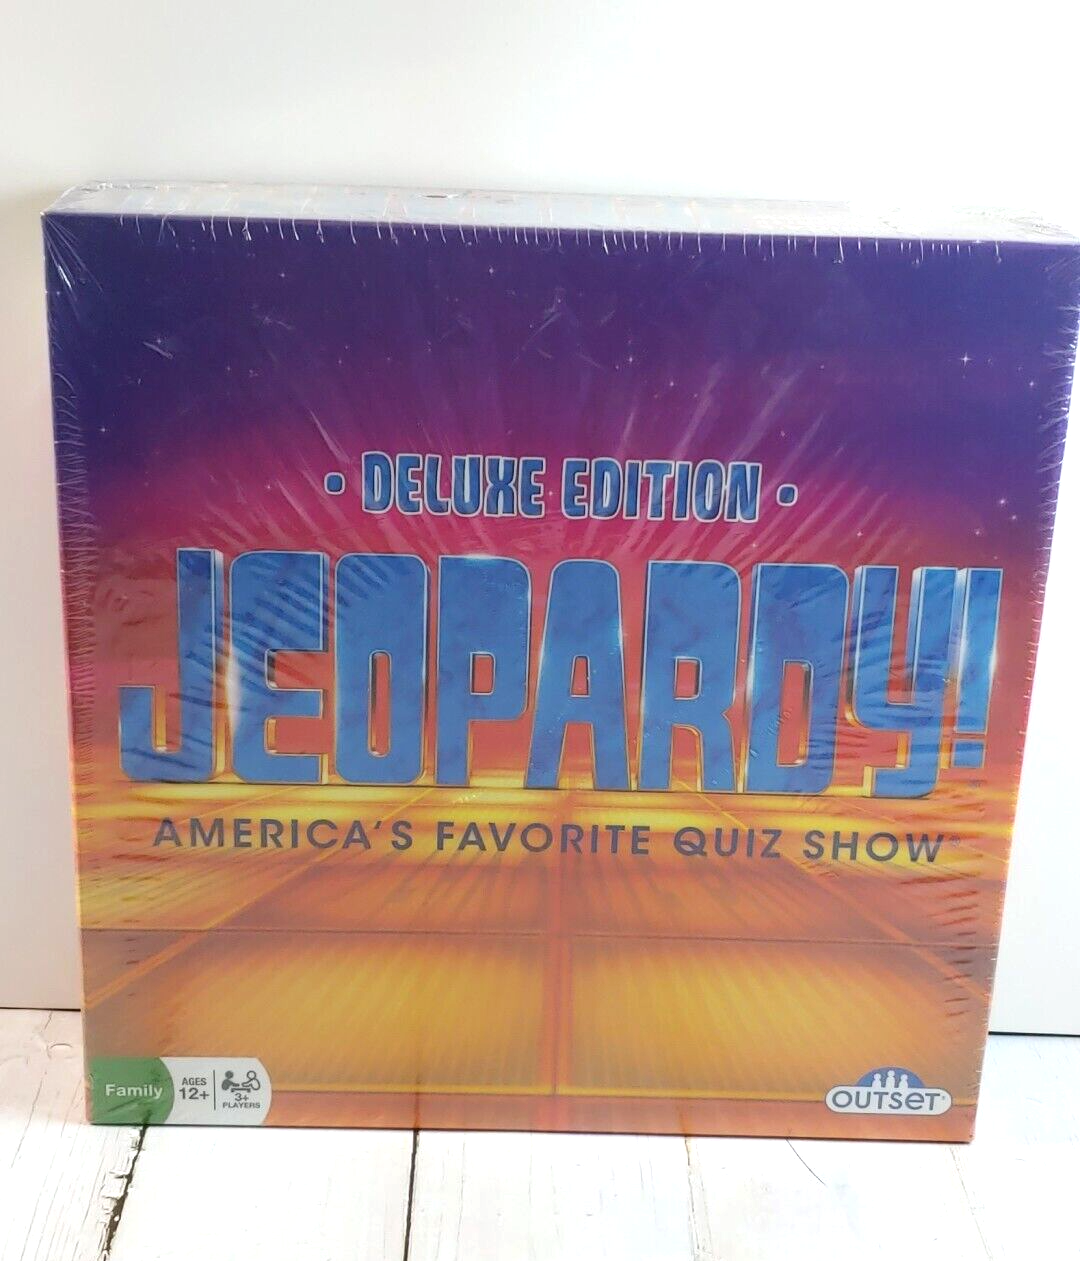 • DELUXE EDITION •
JEOPARDY!
AMERICA'S FAVORITE QUIZ SHOW®
Family
AGES
12+
3+
PLAYERS
OUTSET